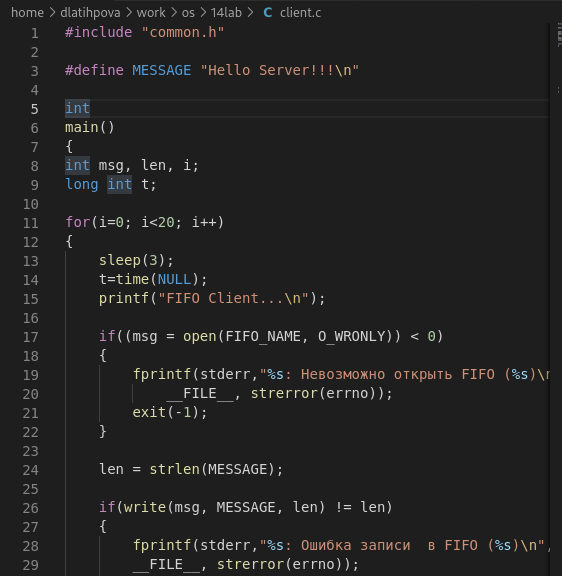 home > dlatihpova > work > os > 14lab > C client.c
1 #include "common.h"
2
3 #define MESSAGE "Hello Server!!!\n"
4
5 int
6 main()
7 {
8 int msg, len, i;
9 long int t;
10
11 for(i=0; i<20; i++)
12 {
13 sleep(3);
14 t=time(NULL);
15 printf("FIFO Client...\n");
16
17 if((msg = open(FIFO_NAME, O_WRONLY)) < 0)
18 {
19 fprintf(stderr,"%s: Невозможно открыть FIFO (%s)\n
20 __FILE__, strerror(errno));
21 exit(-1);
22 }
23
24 len = strlen(MESSAGE);
25
26 if(write(msg, MESSAGE, len) != len)
27 {
28 fprintf(stderr,"%s: Ошибка записи  в FIFO (%s)\n",
29 __FILE__, strerror(errno));